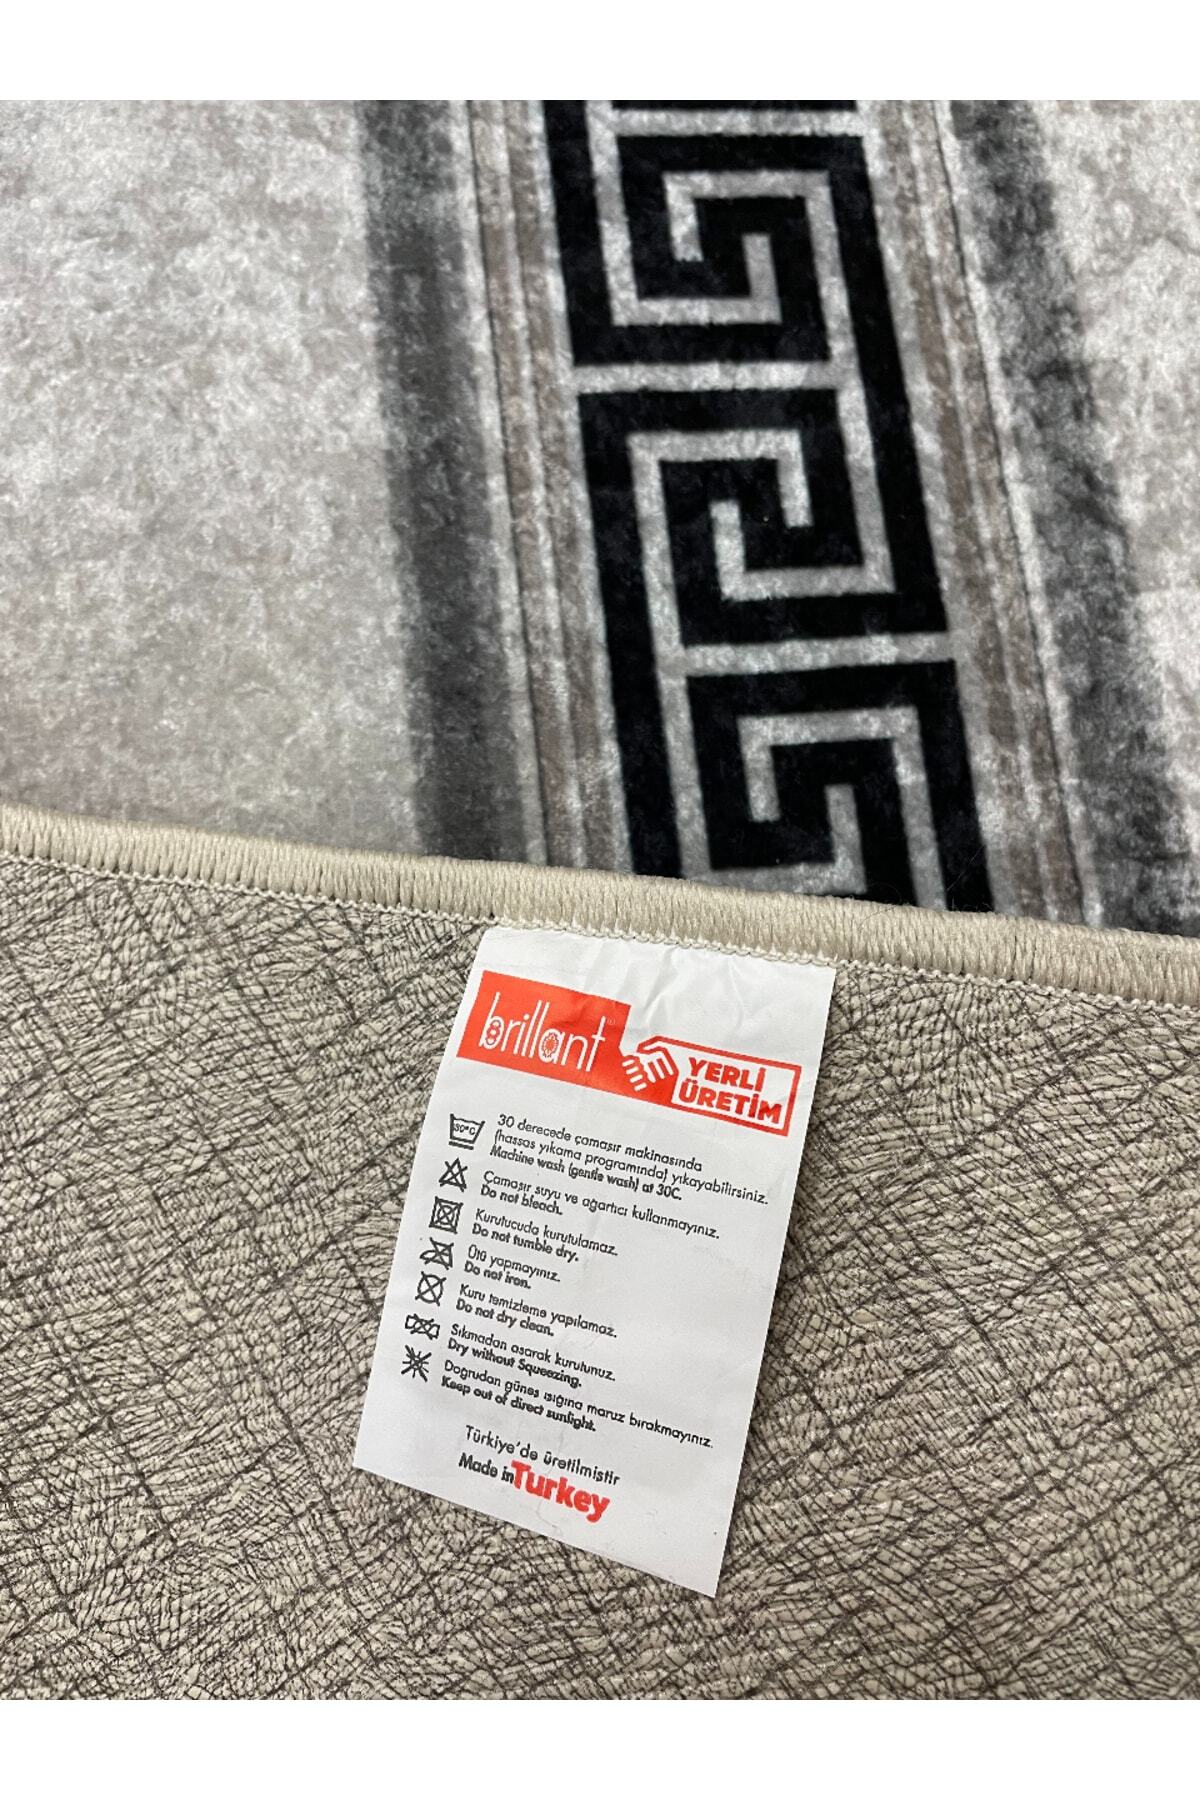 brillant®
YERLİ
ÜRETİM
30°C
30 derecede çamaşır makinasında
(hassas yıkama programında) yıkayabilirsiniz.
Machine wash (gentle wash) at 30C.
Çamaşır suyu ve ağartıcı kullanmayınız.
Do not bleach.
Kurutucuda kurutulamaz.
Do not tumble dry.
Ütü yapmayınız.
Do not iron.
Kuru temizleme yapılamaz.
Do not dry clean.
Sıkmadan asarak kurutunuz.
Dry without Squeezing.
Doğrudan güneş ışığına maruz bırakmayınız.
Keep out of direct sunlight.
Türkiye'de üretilmiştir
Made in Turkey